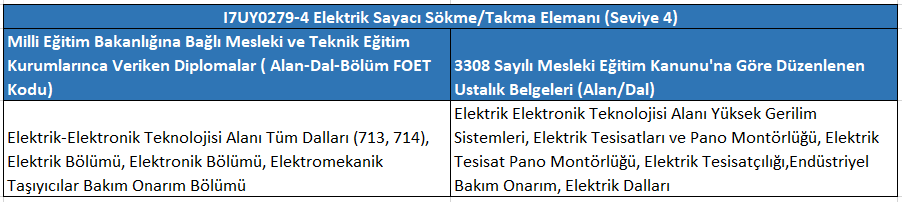 I7UY0279-4 Elektrik Sayacı Sökme/Takma Elemanı (Seviye 4)
Milli Eğitim Bakanlığına Bağlı Mesleki ve Teknik Eğitim
Kurumlarınca Veriken Diplomalar ( Alan-Dal-Bölüm FOET
Kodu)
3308 Sayılı Mesleki Eğitim Kanunu'na Göre Düzenlenen
Ustalık Belgeleri (Alan/Dal)
Elektrik-Elektronik Teknolojisi Alanı Tüm Dalları (713, 714),
Elektrik Bölümü, Elektronik Bölümü, Elektromekanik
Taşıyıcılar Bakım Onarım Bölümü
Elektrik Elektronik Teknolojisi Alanı Yüksek Gerilim
Sistemleri, Elektrik Tesisatları ve Pano Montörlüğü, Elektrik
Tesisat Pano Montörlüğü, Elektrik Tesisatçılığı,Endüstriyel
Bakım Onarım, Elektrik Dalları